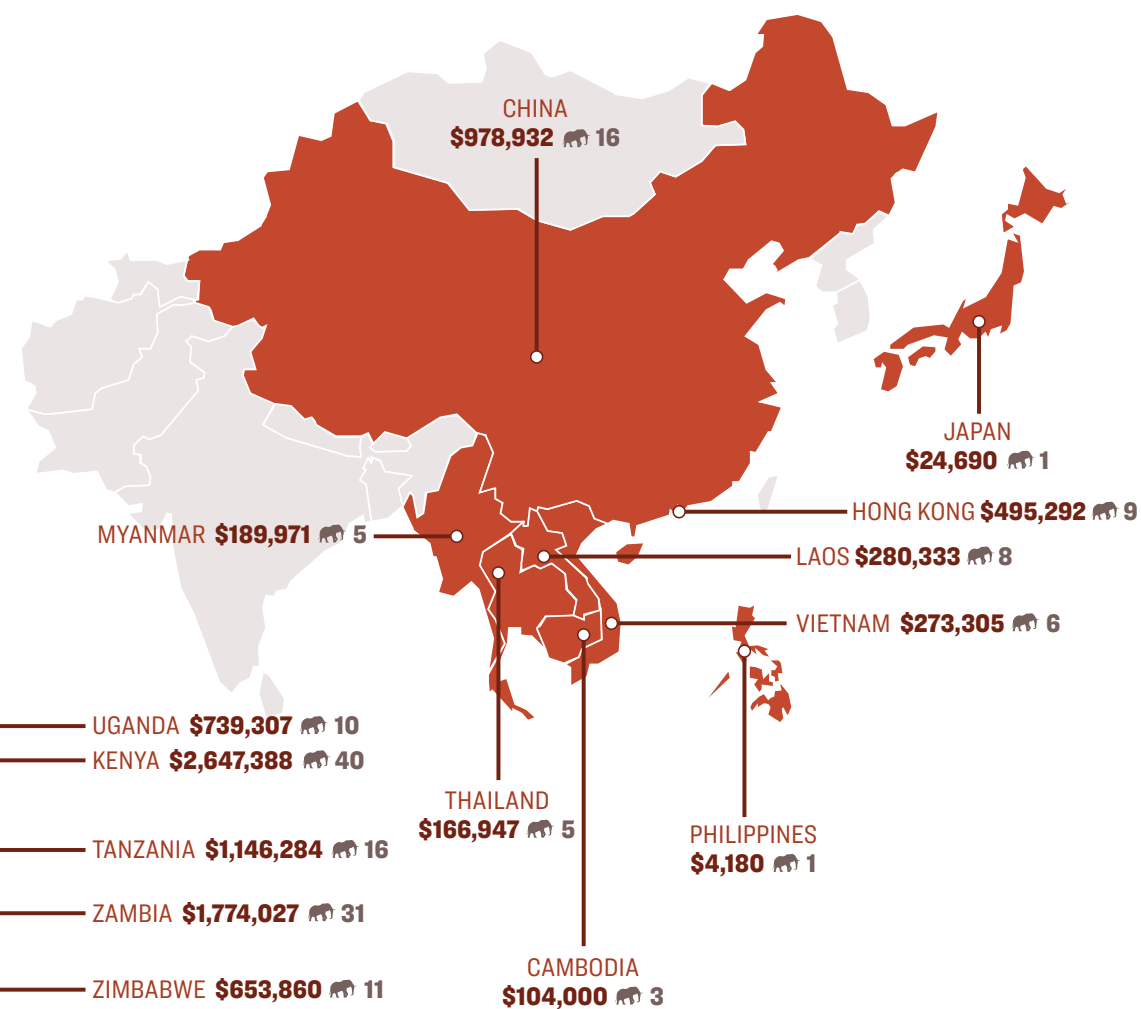 CHINA
$978,932 16
JAPAN
$24,690 1
HONG KONG $495,292 9
MYANMAR $189,971 5
LAOS $280,333 8
VIETNAM $273,305 6
UGANDA $739,307 10
KENYA $2,647,388 40
THAILAND
$166,947 5
PHILIPPINES
$4,180 1
TANZANIA $1,146,284 16
ZAMBIA $1,774,027 31
CAMBODIA
$104,000 3
ZIMBABWE $653,860 11